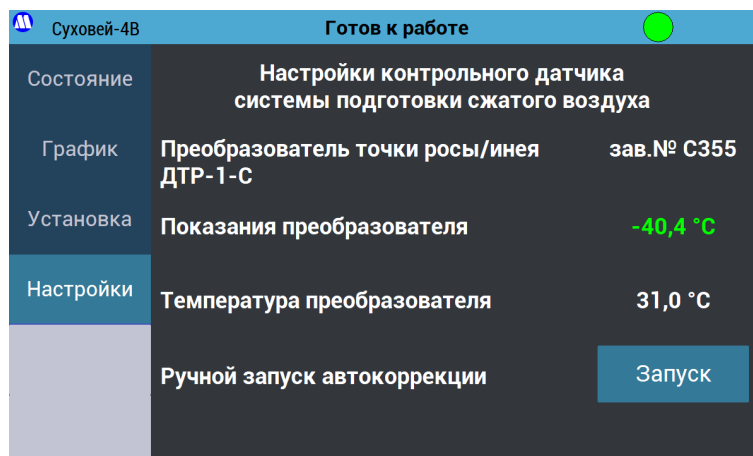 Суховей-4В
Готов к работе
Состояние
График
Установка
Настройки
Настройки контрольного датчика
системы подготовки сжатого воздуха
Преобразователь точки росы/инея
ДТР-1-С
зав.№ С355
Показания преобразователя
-40,4 °C
Температура преобразователя
31,0 °C
Ручной запуск автокоррекции
Запуск